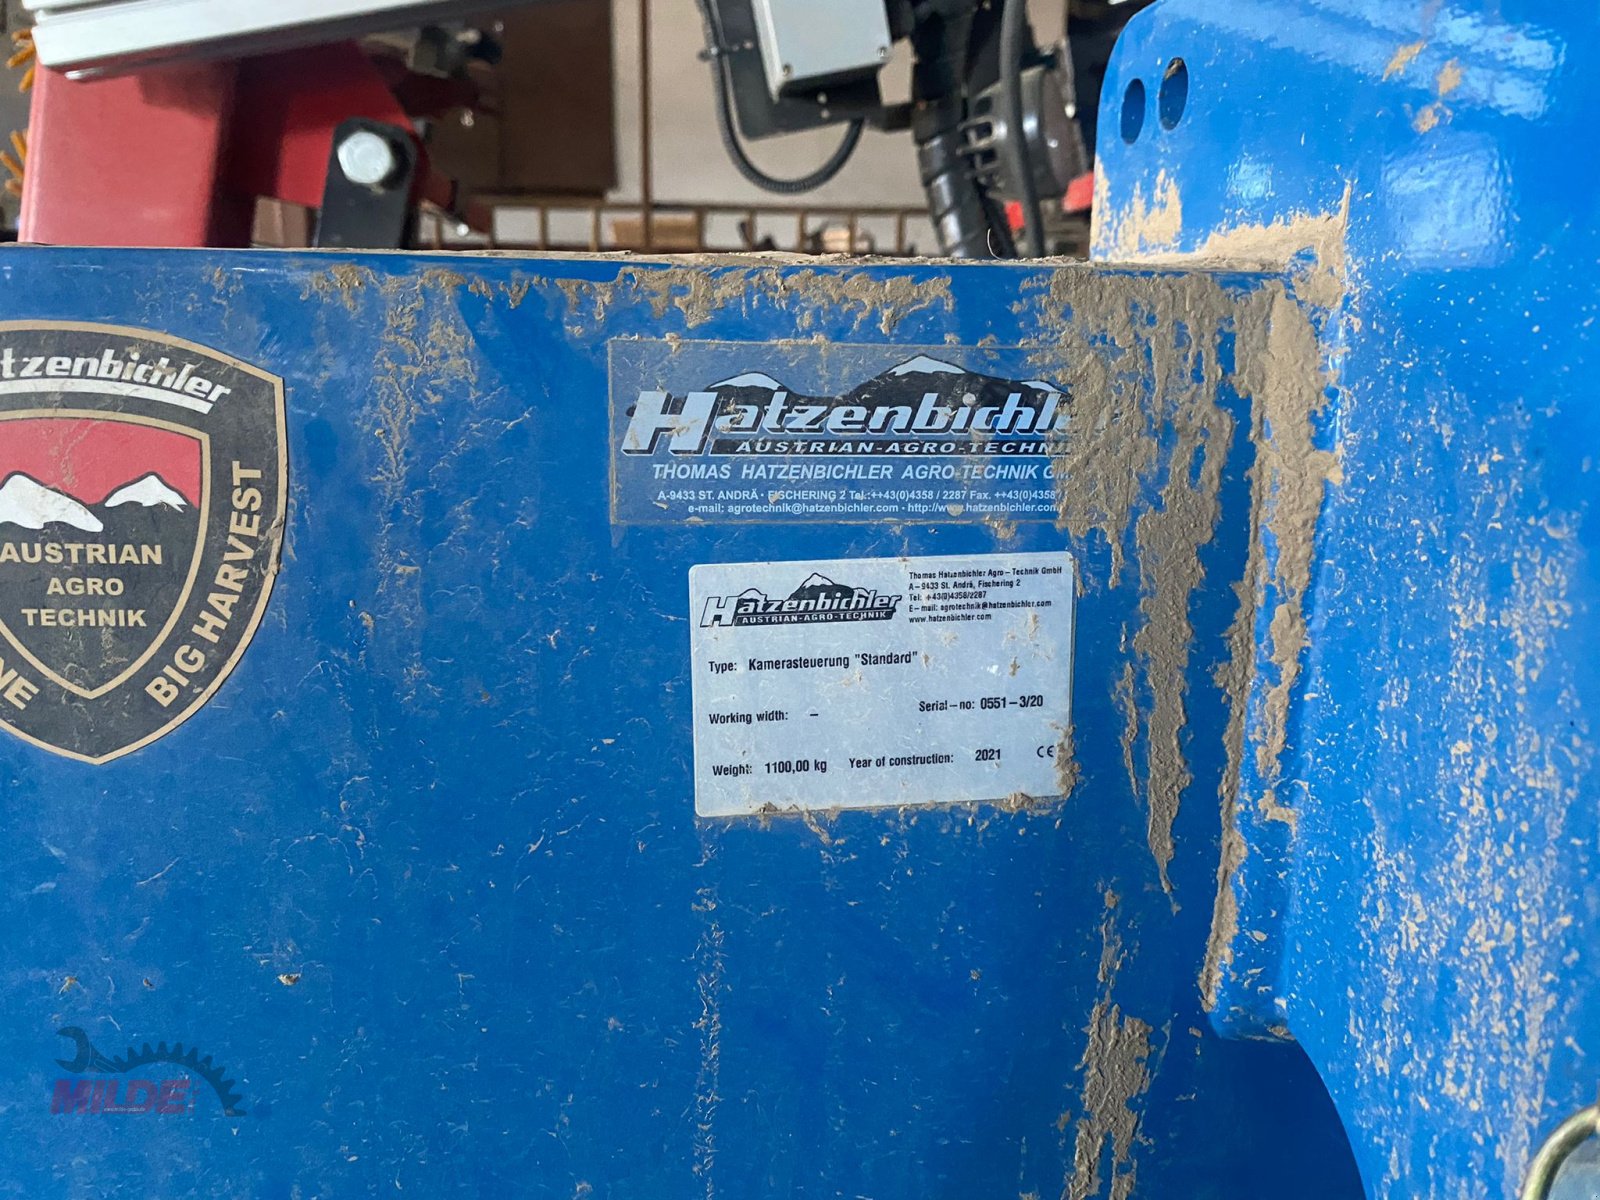 Hatzenbichler
AUSTRIAN-AGRO-TECHNIK
THOMAS HATZENBICHLER AGRO-TECHNIK
A-9433 ST. ANDRÄ · FISCHERING 2 Tel.:++43(0)4358 / 2287 Fax. ++43(0)4358
e-mail: agrotechnik@hatzenbichler.com · http://www.hatzenbichler.com
atzenbichler
AUSTRIAN
AGRO
TECHNIK
BIG HARVEST
NE
Hatzenbichler
AUSTRIAN-AGRO-TECHNIK
Thomas Hatzenbichler Agro – Technik GmbH
A – 9433 St. Andrä, Fischering 2
Tel: +43(0)4358/2287
E – mail: agrotechnik@hatzenbichler.com
www.hatzenbichler.com
Type: Kamerasteuerung "Standard"
Working width: –
Serial – no: 0551 – 3/20
Weight: 1100,00 kg
Year of construction: 2021
CE
MILDE